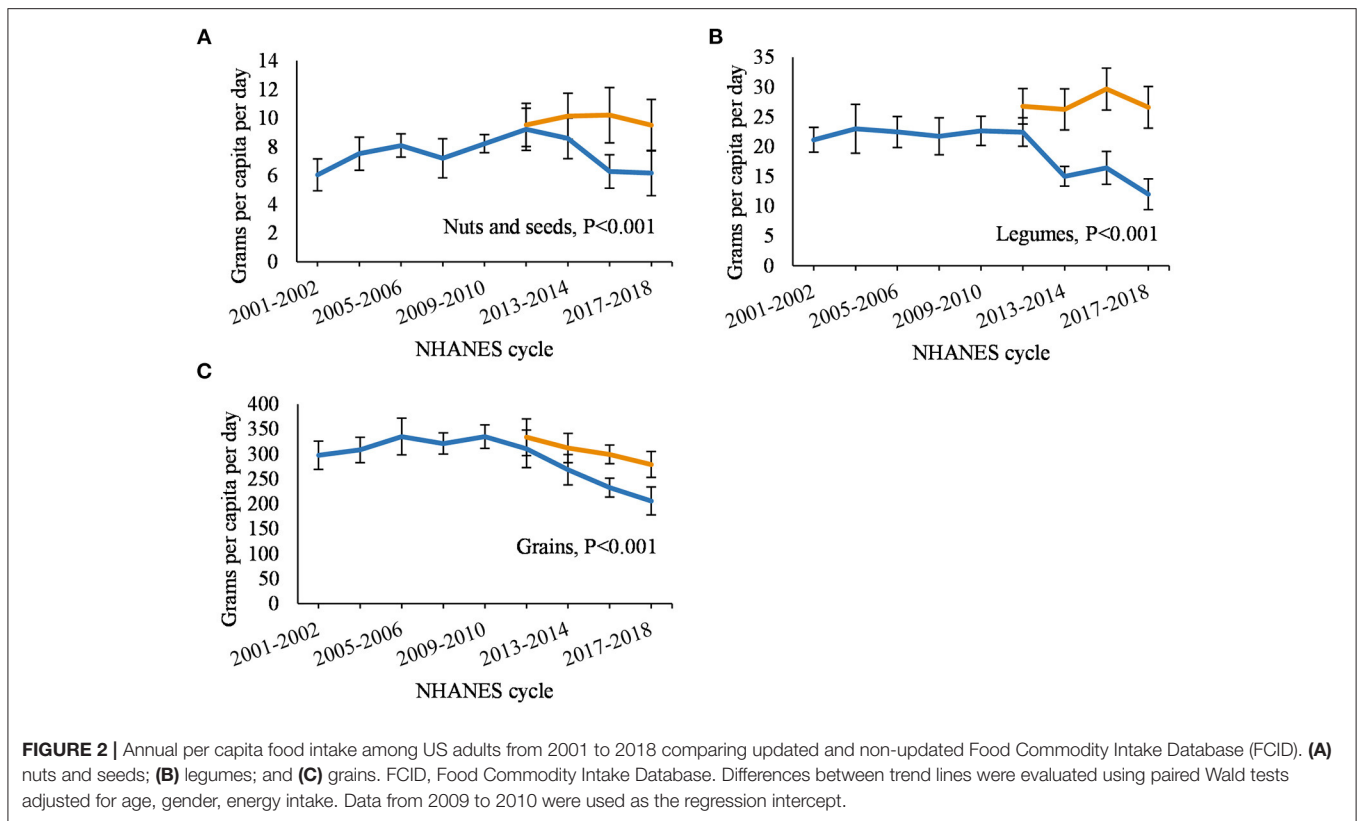 A
Grams per capita per day
14
12
10
8
6
4
2
0
Nuts and seeds, P<0.001
2001-2002
2005-2006
2009-2010
2013-2014
2017-2018
NHANES cycle
B
Grams per capita per day
35
30
25
20
15
10
5
0
Legumes, P<0.001
2001-2002
2005-2006
2009-2010
2013-2014
2017-2018
NHANES cycle
C
Grams per capita per day
400
350
300
250
200
150
100
50
0
Grains, P<0.001
2001-2002
2005-2006
2009-2010
2013-2014
2017-2018
NHANES cycle
FIGURE 2 | Annual per capita food intake among US adults from 2001 to 2018 comparing updated and non-updated Food Commodity Intake Database (FCID). (A)
nuts and seeds; (B) legumes; and (C) grains. FCID, Food Commodity Intake Database. Differences between trend lines were evaluated using paired Wald tests
adjusted for age, gender, energy intake. Data from 2009 to 2010 were used as the regression intercept.